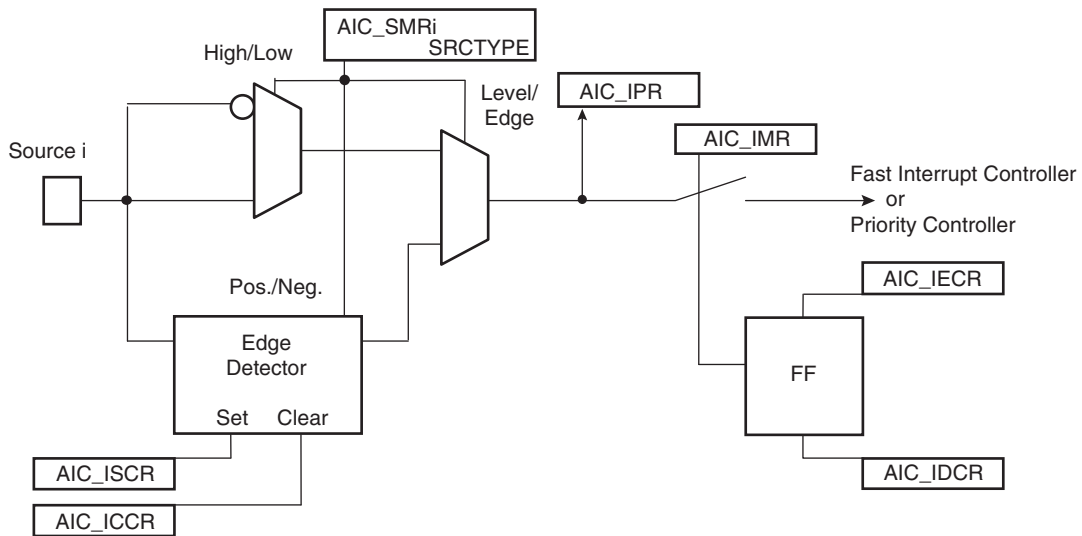 AIC_SMRi
SRCTYPE
High/Low
Level/
Edge
AIC_IPR
AIC_IMR
Source i
Fast Interrupt Controller
or
Priority Controller
Pos./Neg.
AIC_IECR
Edge
Detector
FF
Set Clear
AIC_ISCR
AIC_IDCR
AIC_ICCR